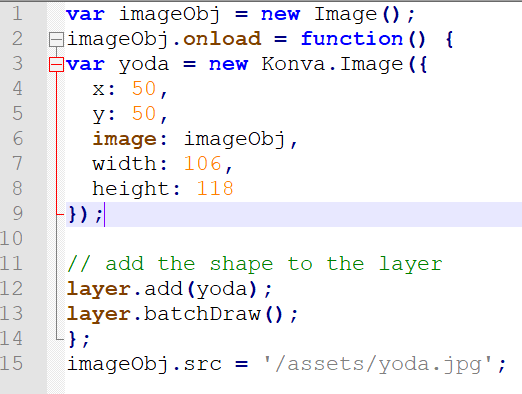 1 var imageObj = new Image();
2 imageObj.onload = function() {
3 var yoda = new Konva.Image({
4   x: 50,
5   y: 50,
6   image: imageObj,
7   width: 106,
8   height: 118
9 });
10
11 // add the shape to the layer
12 layer.add(yoda);
13 layer.batchDraw();
14 };
15 imageObj.src = '/assets/yoda.jpg';